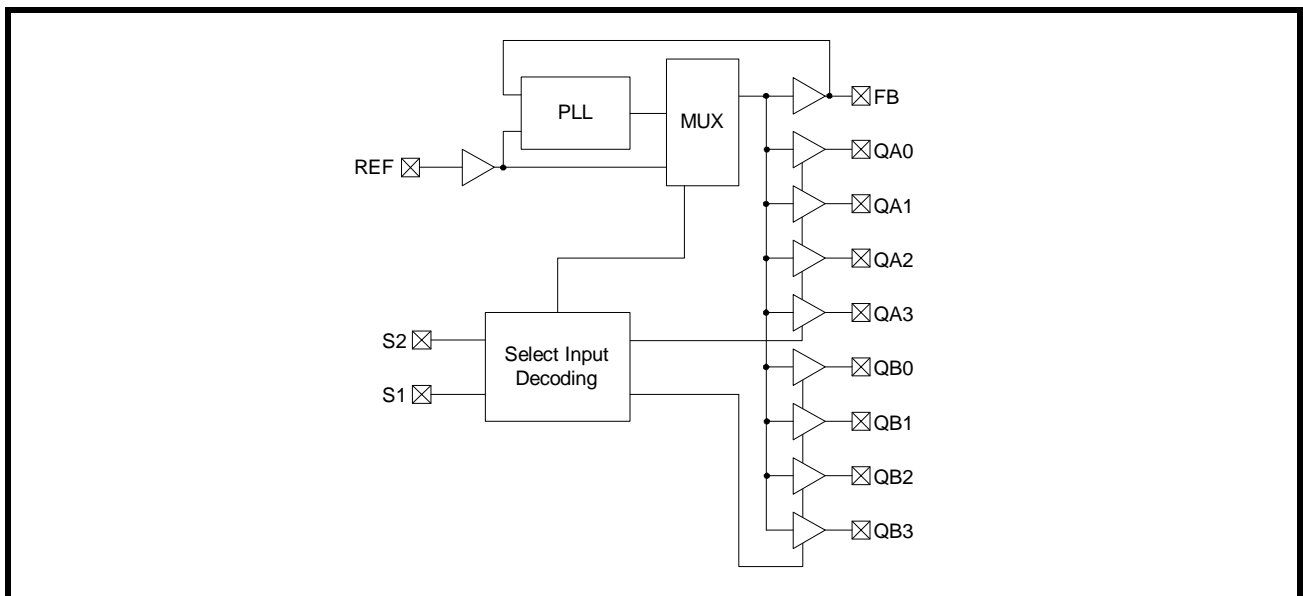 PLL
MUX
FB
REF
QA0
QA1
QA2
QA3
S2
Select Input
Decoding
S1
QB0
QB1
QB2
QB3